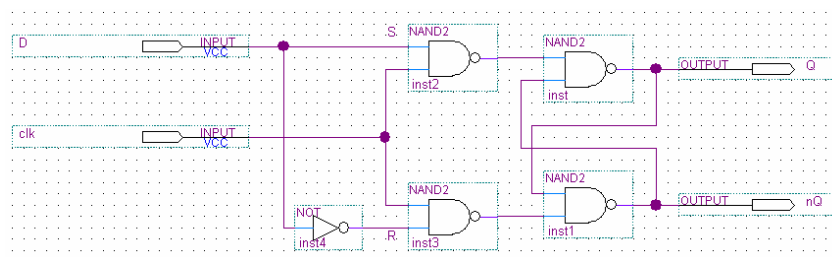 D
INPUT
VCC
S
NAND2
inst2
NAND2
inst
OUTPUT
Q
clk
INPUT
VCC
NOT
inst4
R
NAND2
inst3
NAND2
inst1
OUTPUT
nQ